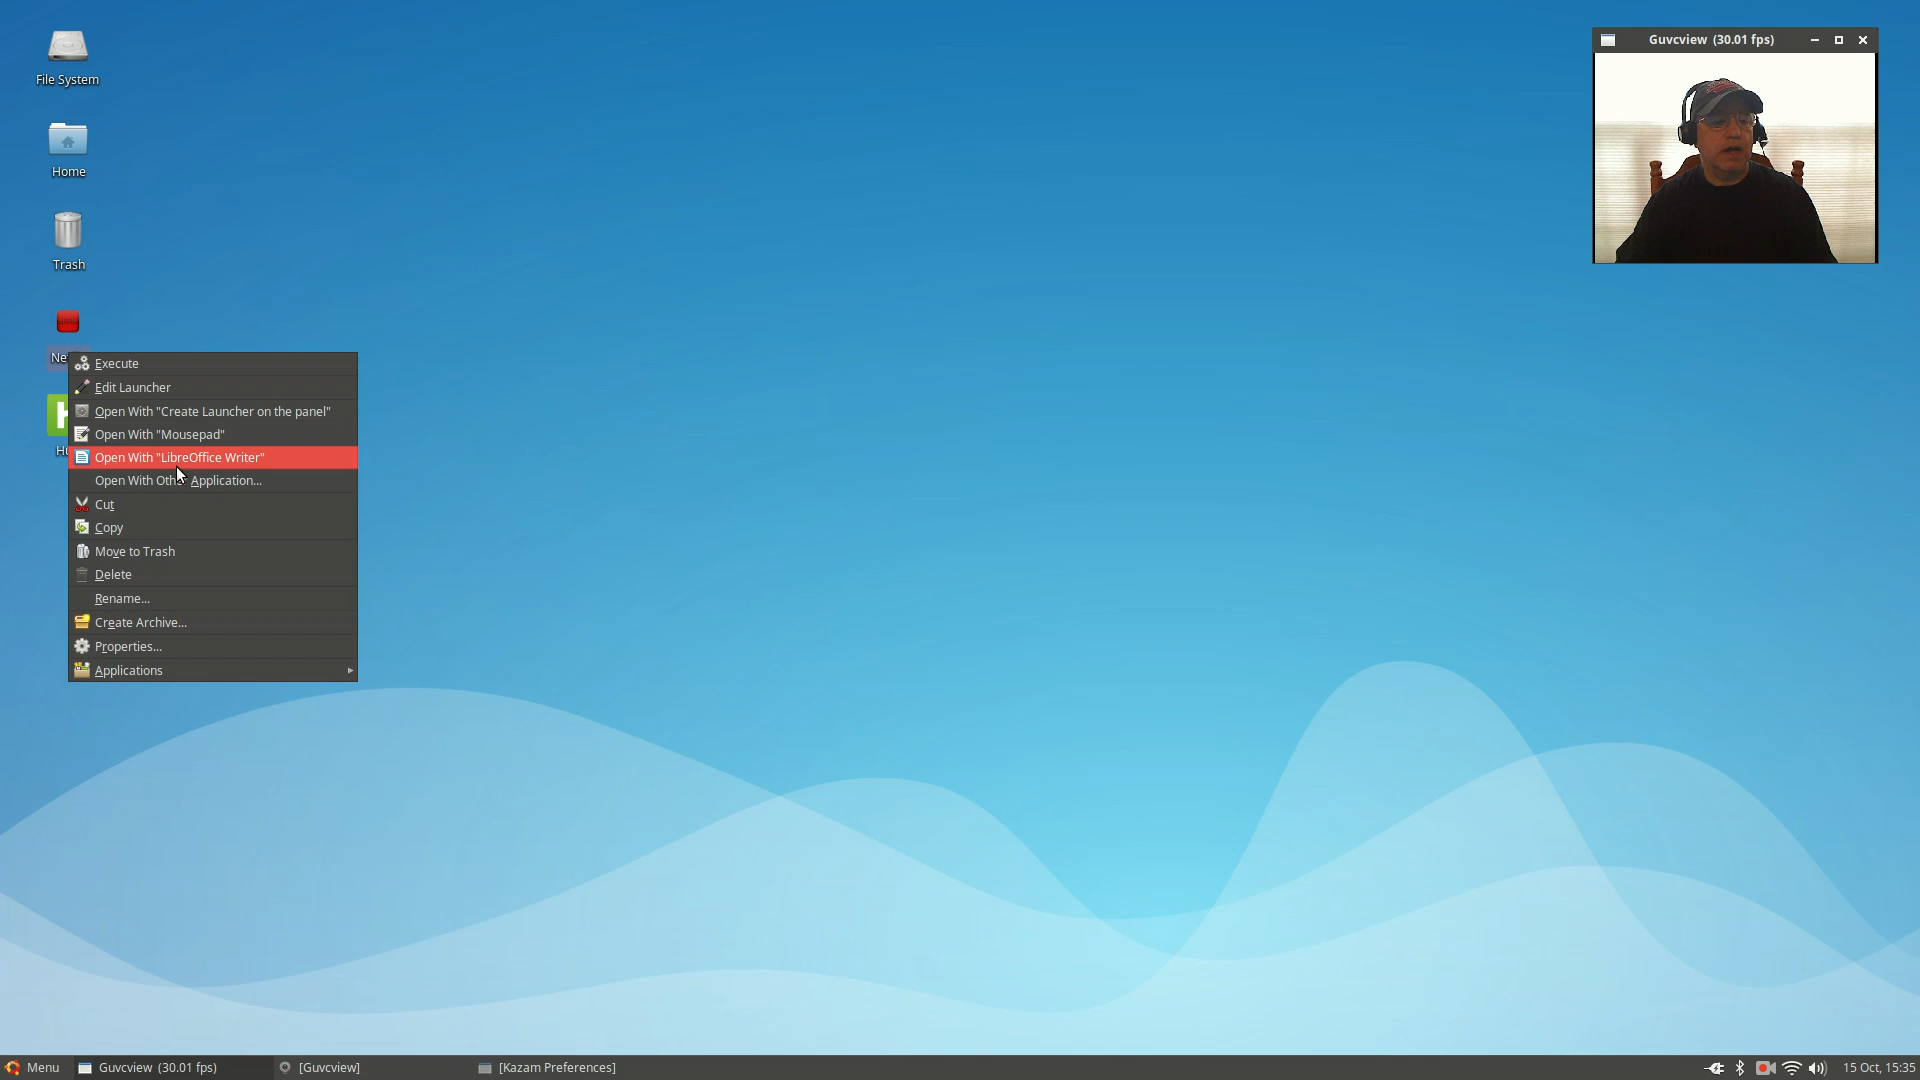 File System
Home
Trash
Execute
Edit Launcher
Open With "Create Launcher on the panel"
Open With "Mousepad"
Open With "LibreOffice Writer"
Open With Other Application...
Cut
Copy
Move to Trash
Delete
Rename...
Create Archive...
Properties...
Applications
Guvcview (30.01 fps)
Menu
Guvcview (30.01 fps)
[Guvcview]
[Kazam Preferences]
15 Oct, 15:35